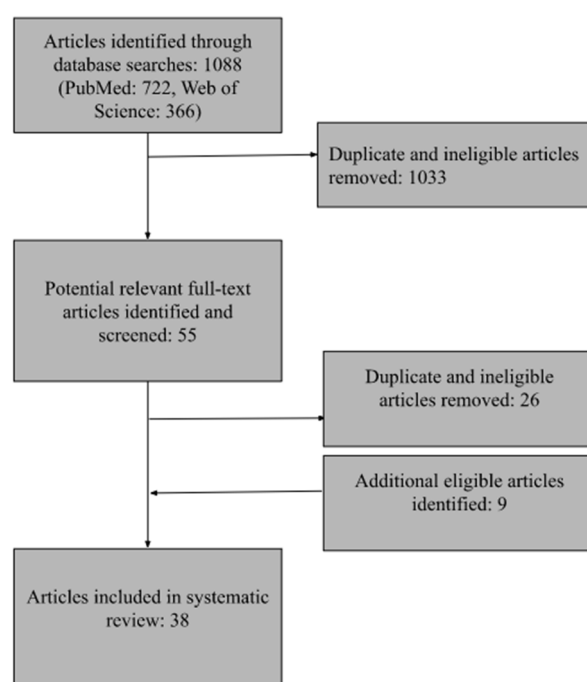 Articles identified through
database searches: 1088
(PubMed: 722, Web of
Science: 366)
Duplicate and ineligible articles
removed: 1033
Potential relevant full-text
articles identified and
screened: 55
Duplicate and ineligible
articles removed: 26
Additional eligible articles
identified: 9
Articles included in systematic
review: 38